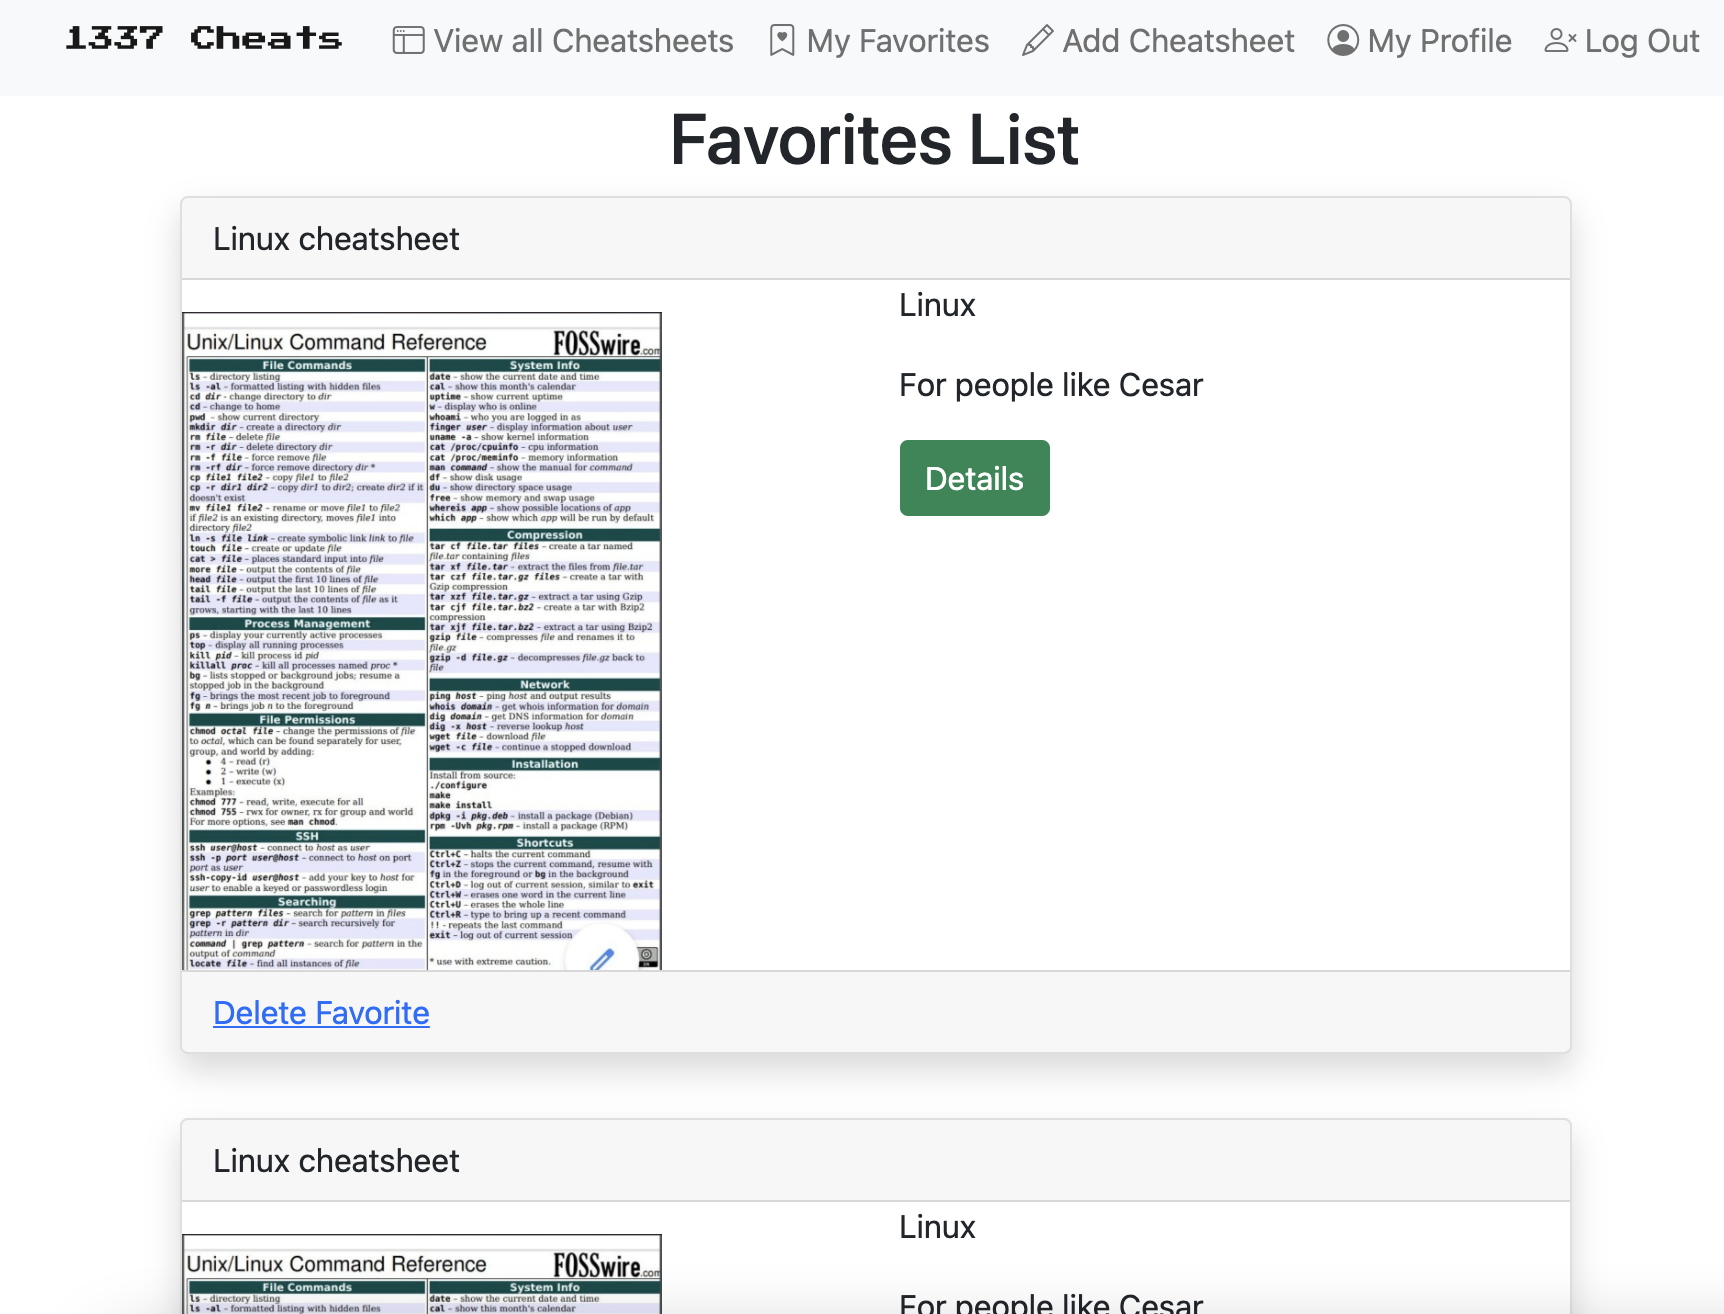 1337 Cheats View all Cheatsheets My Favorites Add Cheatsheet My Profile Log Out
Favorites List
Linux cheatsheet
Unix/Linux Command Reference FOSSwire.com
File Commands
ls – directory listing
ls -al – formatted listing with hidden files
cd dir - change directory to dir
cd – change to home
pwd – show current directory
mkdir dir – create a directory dir
rm file – delete file
rm -r dir – delete directory dir
rm -f file – force remove file
rm -rf dir – force remove directory dir *
cp file1 file2 – copy file1 to file2
cp -r dir1 dir2 – copy dir1 to dir2; create dir2 if it
doesn't exist
mv file1 file2 – rename or move file1 to file2
if file2 is an existing directory, moves file1 into
directory file2
ln -s file link – create symbolic link link to file
touch file – create or update file
cat > file – places standard input into file
more file – output the contents of file
head file – output the first 10 lines of file
tail file – output the last 10 lines of file
tail -f file – output the contents of file as it
grows, starting with the last 10 lines
Process Management
ps – display your currently active processes
top – display all running processes
kill pid – kill process id pid
killall proc – kill all processes named proc *
bg – lists stopped or background jobs; resume a
stopped job in the background
fg – brings the most recent job to foreground
fg n – brings job n to the foreground
File Permissions
chmod octal file – change the permissions of file
to octal, which can be found separately for user,
group, and world by adding:
● 4 – read (r)
● 2 – write (w)
● 1 – execute (x)
Examples:
chmod 777 – read, write, execute for all
chmod 755 – rwx for owner, rx for group and world
For more options, see man chmod.
SSH
ssh user@host – connect to host as user
ssh -p port user@host – connect to host on port
port as user
ssh-copy-id user@host – add your key to host for
user to enable a keyed or passwordless login
Searching
grep pattern files – search for pattern in files
grep -r pattern dir – search recursively for
pattern in dir
command | grep pattern – search for pattern in the
output of command
locate file – find all instances of file
System Info
date – show the current date and time
cal – show this month's calendar
uptime – show current uptime
w – display who is online
whoami – who you are logged in as
finger user – display information about user
uname -a – show kernel information
cat /proc/cpuinfo – cpu information
cat /proc/meminfo – memory information
man command – show the manual for command
df – show disk usage
du – show directory space usage
free – show memory and swap usage
whereis app – show possible locations of app
which app – show which app will be run by default
Compression
tar cf file.tar files – create a tar named
file.tar containing files
tar xf file.tar – extract the files from file.tar
tar czf file.tar.gz files – create a tar with
Gzip compression
tar xzf file.tar.gz – extract a tar using Gzip
tar cjf file.tar.bz2 – create a tar with Bzip2
compression
tar xjf file.tar.bz2 – extract a tar using Bzip2
gzip file – compresses file and renames it to
file.gz
gzip -d file.gz – decompresses file.gz back to
file
Network
ping host – ping host and output results
whois domain – get whois information for domain
dig domain – get DNS information for domain
dig -x host – reverse lookup host
wget file – download file
wget -c file – continue a stopped download
Installation
Install from source:
./configure
make
make install
dpkg -i pkg.deb – install a package (Debian)
rpm -Uvh pkg.rpm – install a package (RPM)
Shortcuts
Ctrl+C – halts the current command
Ctrl+Z – stops the current command, resume with
fg in the foreground or bg in the background
Ctrl+D – log out of current session, similar to exit
Ctrl+W – erases one word in the current line
Ctrl+U – erases the whole line
Ctrl+R – type to bring up a recent command
!! - repeats the last command
exit – log out of current session
* use with extreme caution.
Linux
For people like Cesar
Details
Delete Favorite
Linux cheatsheet
Unix/Linux Command Reference FOSSwire.com
File Commands
ls – directory listing
ls -al – formatted listing with hidden files
System Info
date – show the current date and time
cal – show this month's calendar
Linux
For people like Cesar